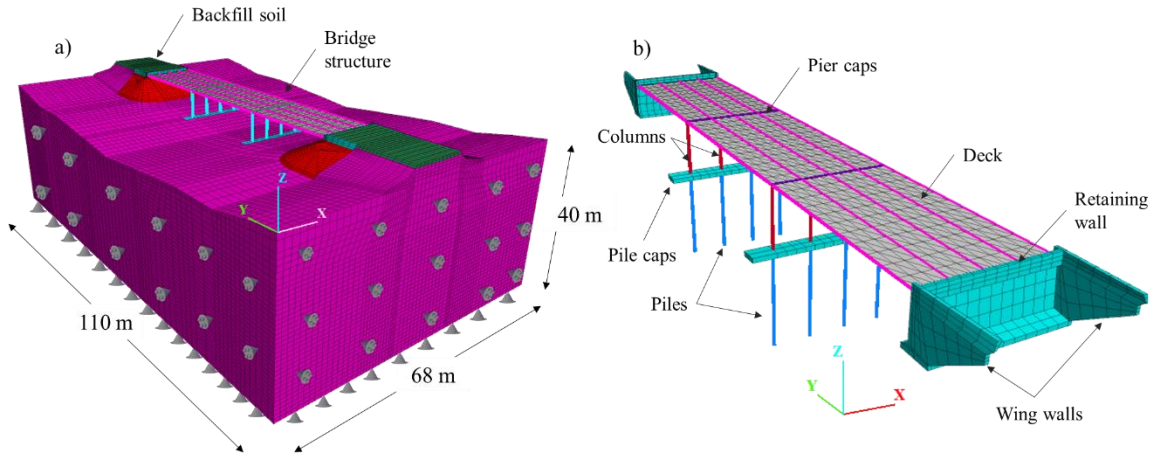 a)
Backfill soil
Bridge
structure
Z
Y
X
40 m
110 m
68 m
b)
Pier caps
Columns
Deck
Retaining
wall
Pile caps
Piles
Z
Y
X
Wing walls